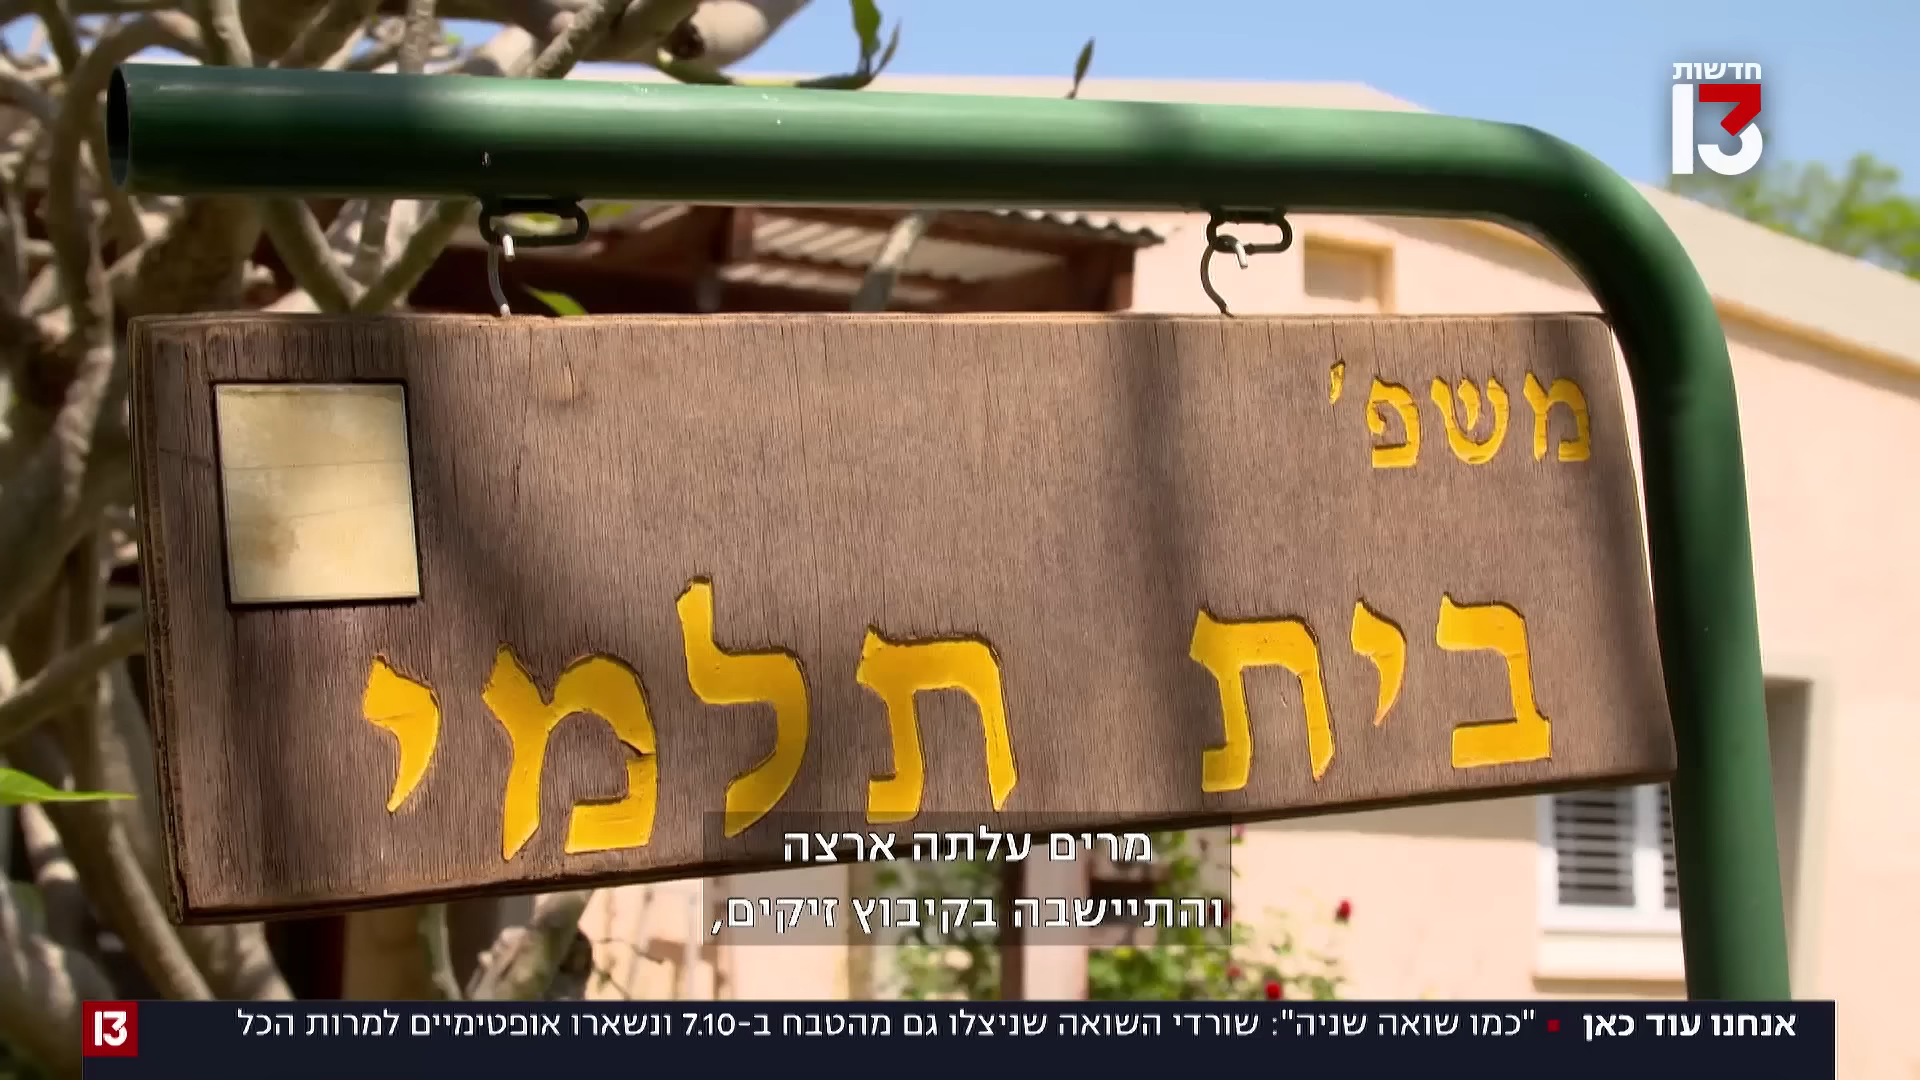 חדשות
13
משפ'
בית תלמי
מרים עלתה ארצה
והתיישבה בקיבוץ זיקים,
אנחנו עוד כאן ▪ "כמו שואה שניה": שורדי השואה שניצלו גם מהטבח ב-7.10 ונשארו אופטימיים למרות הכל
13